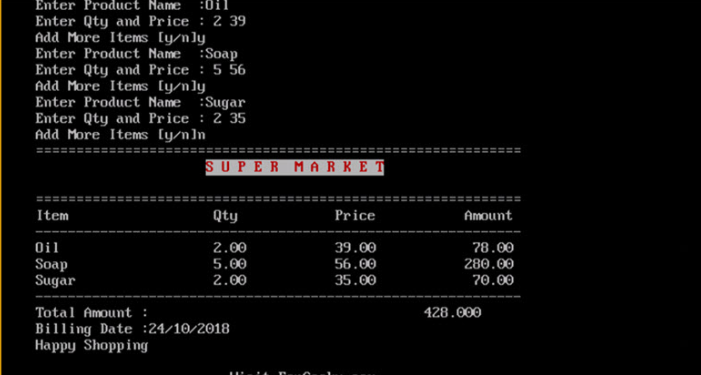 Enter Product Name  :Oil
Enter Qty and Price : 2 39
Add More Items [y/n]y
Enter Product Name  :Soap
Enter Qty and Price : 5 56
Add More Items [y/n]y
Enter Product Name  :Sugar
Enter Qty and Price : 2 35
Add More Items [y/n]n
============================================================
S U P E R  M A R K E T
============================================================
Item Qty Price Amount
------------------------------------------------------------
Oil 2.00 39.00 78.00
Soap 5.00 56.00 280.00
Sugar 2.00 35.00 70.00
------------------------------------------------------------
Total Amount : 428.000
Billing Date :24/10/2018
Happy Shopping
Visit